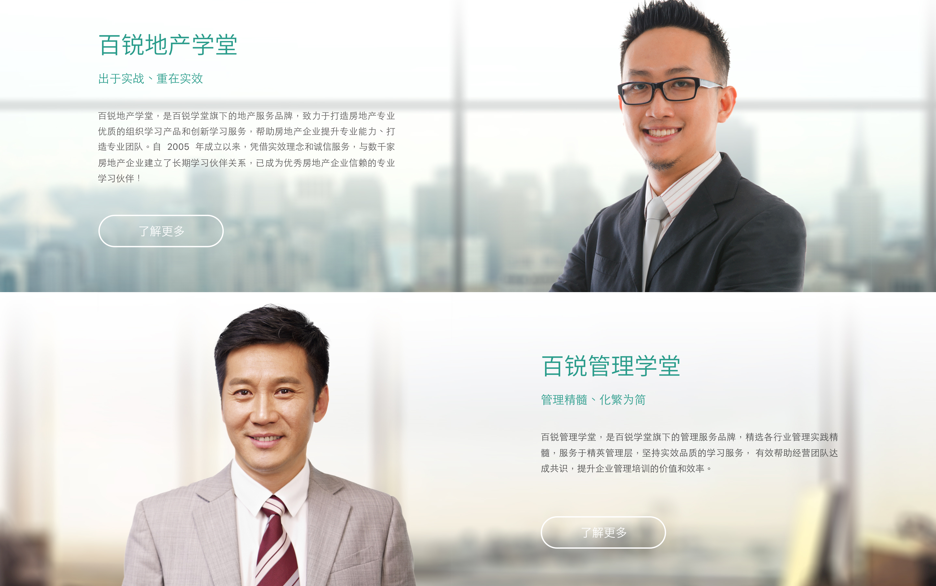 百锐地产学堂
出于实战、重在实效
百锐地产学堂，是百锐学堂旗下的地产服务品牌，致力于打造房地产专业
优质的组织学习产品和创新学习服务，帮助房地产企业提升专业能力、打
造专业团队。自 2005 年成立以来，凭借实效理念和诚信服务，与数千家
房地产企业建立了长期学习伙伴关系，已成为优秀房地产企业信赖的专业
学习伙伴！
了解更多
百锐管理学堂
管理精髓、化繁为简
百锐管理学堂，是百锐学堂旗下的管理服务品牌，精选各行业管理实践精
髓，服务于精英管理层，坚持实效品质的学习服务， 有效帮助经营团队达
成共识，提升企业管理培训的价值和效率。
了解更多